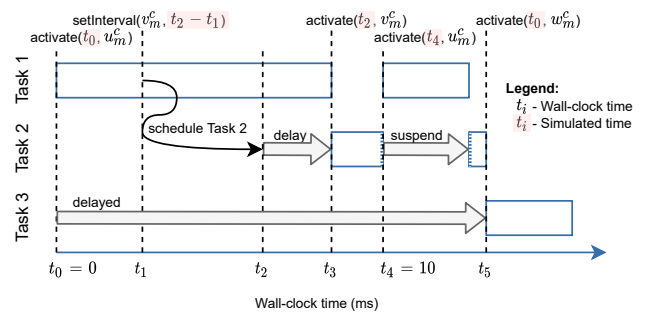 setInterval(v_m^c, t_2 − t_1)
activate(t_2, v_m^c)
activate(t_0, w_m^c)
activate(t_0, u_m^c)
activate(t_4, u_m^c)
Task 1
Legend:
t_i - Wall-clock time
t_i - Simulated time
Task 2
schedule Task 2
delay
suspend
Task 3
delayed
t_0 = 0
t_1
t_2
t_3
t_4 = 10
t_5
Wall-clock time (ms)